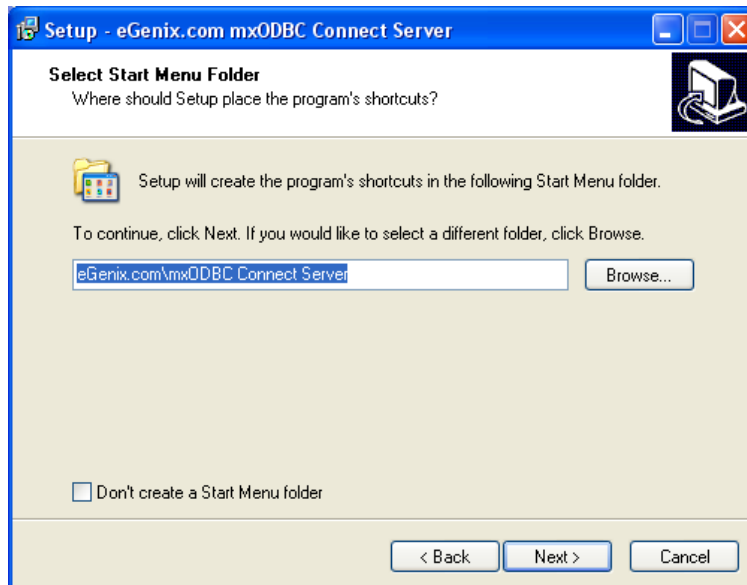 Setup - eGenix.com mxODBC Connect Server
Select Start Menu Folder
Where should Setup place the program's shortcuts?
Setup will create the program's shortcuts in the following Start Menu folder.
To continue, click Next. If you would like to select a different folder, click Browse.
eGenix.com\mxODBC Connect Server
Browse...
Don't create a Start Menu folder
< Back
Next >
Cancel